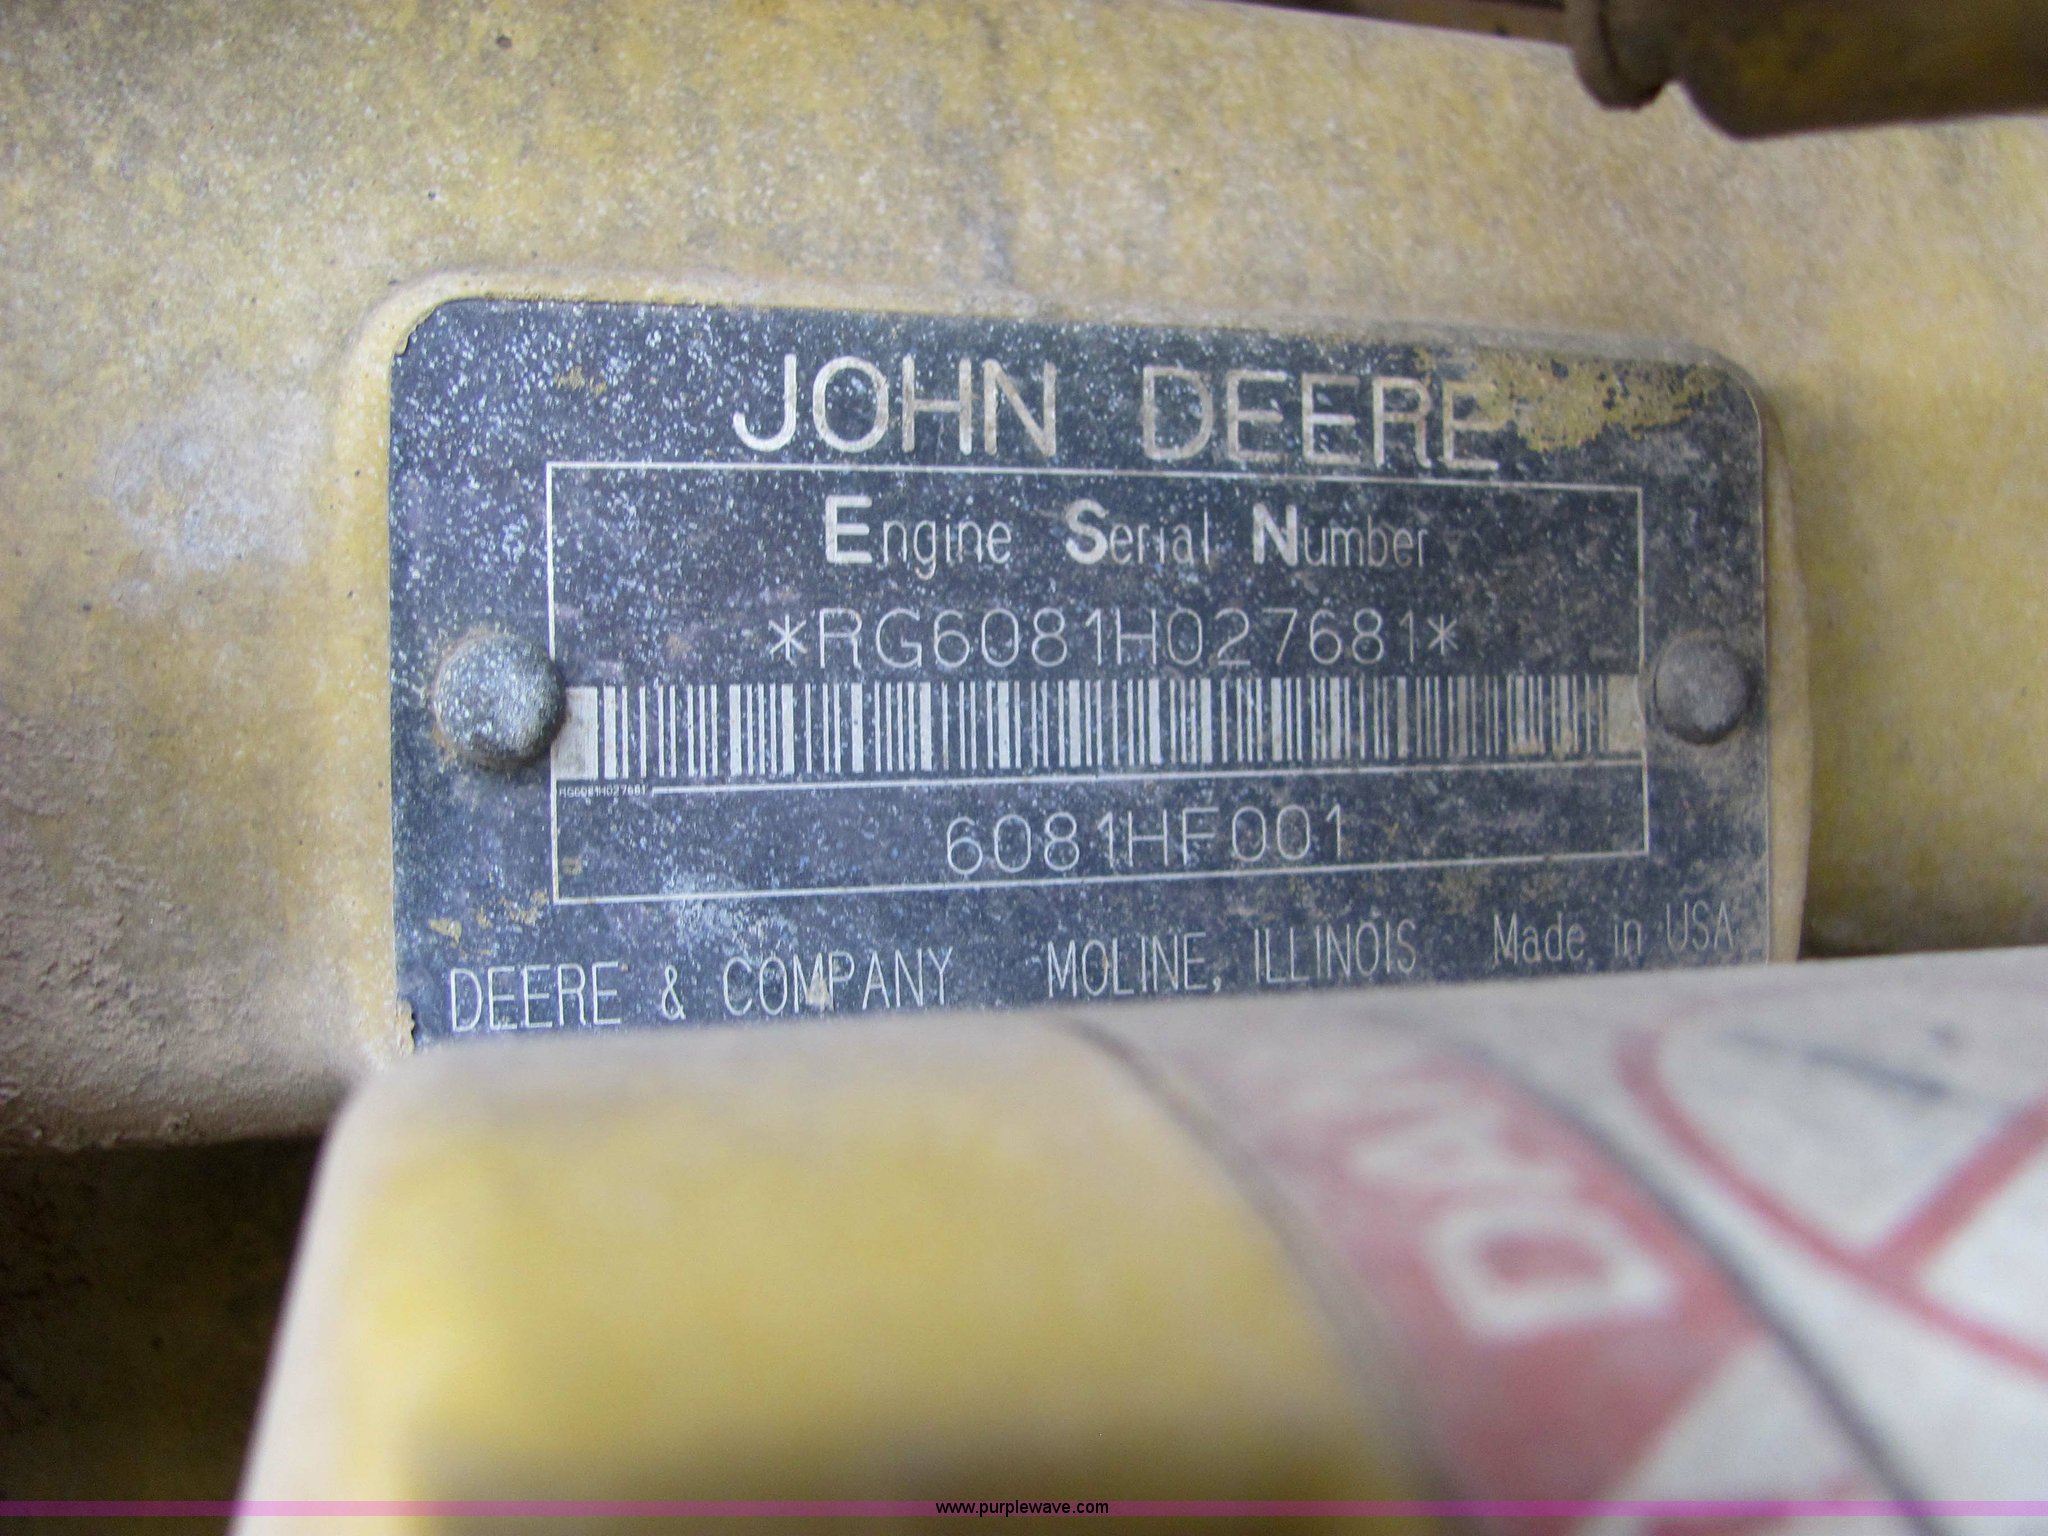 JOHN DEERE
Engine Serial Number
*RG6081H027681*
RG6081H027681
6081HF001
DEERE & COMPANY MOLINE, ILLINOIS Made in USA
www.purplewave.com